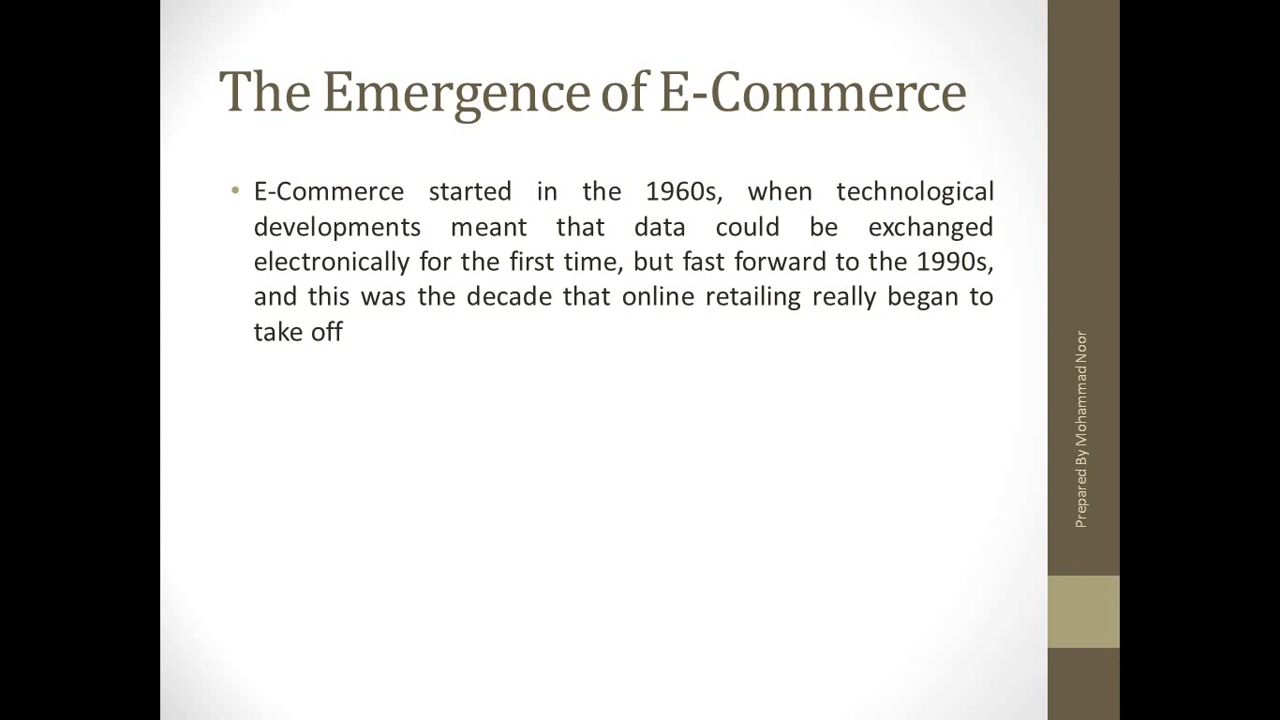 The Emergence of E-Commerce
• E-Commerce started in the 1960s, when technological
developments meant that data could be exchanged
electronically for the first time, but fast forward to the 1990s,
and this was the decade that online retailing really began to
take off
Prepared By Mohammad Noor